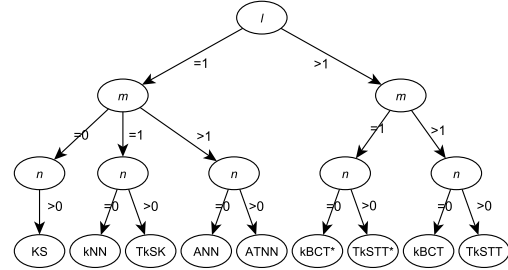 l
=1 >1
m m
=0 =1 >1 =1 >1
n n n n n
>0 =0 >0 =0 >0 =0 >0 =0 >0
KS kNN TkSK ANN ATNN kBCT* TkSTT* kBCT TkSTT